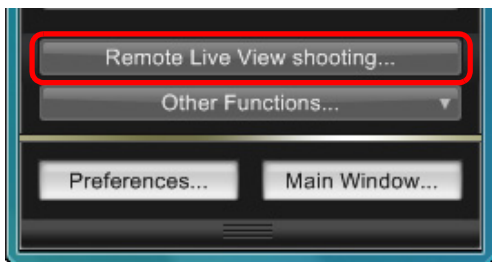 Remote Live View shooting...
Other Functions...
Preferences... Main Window...